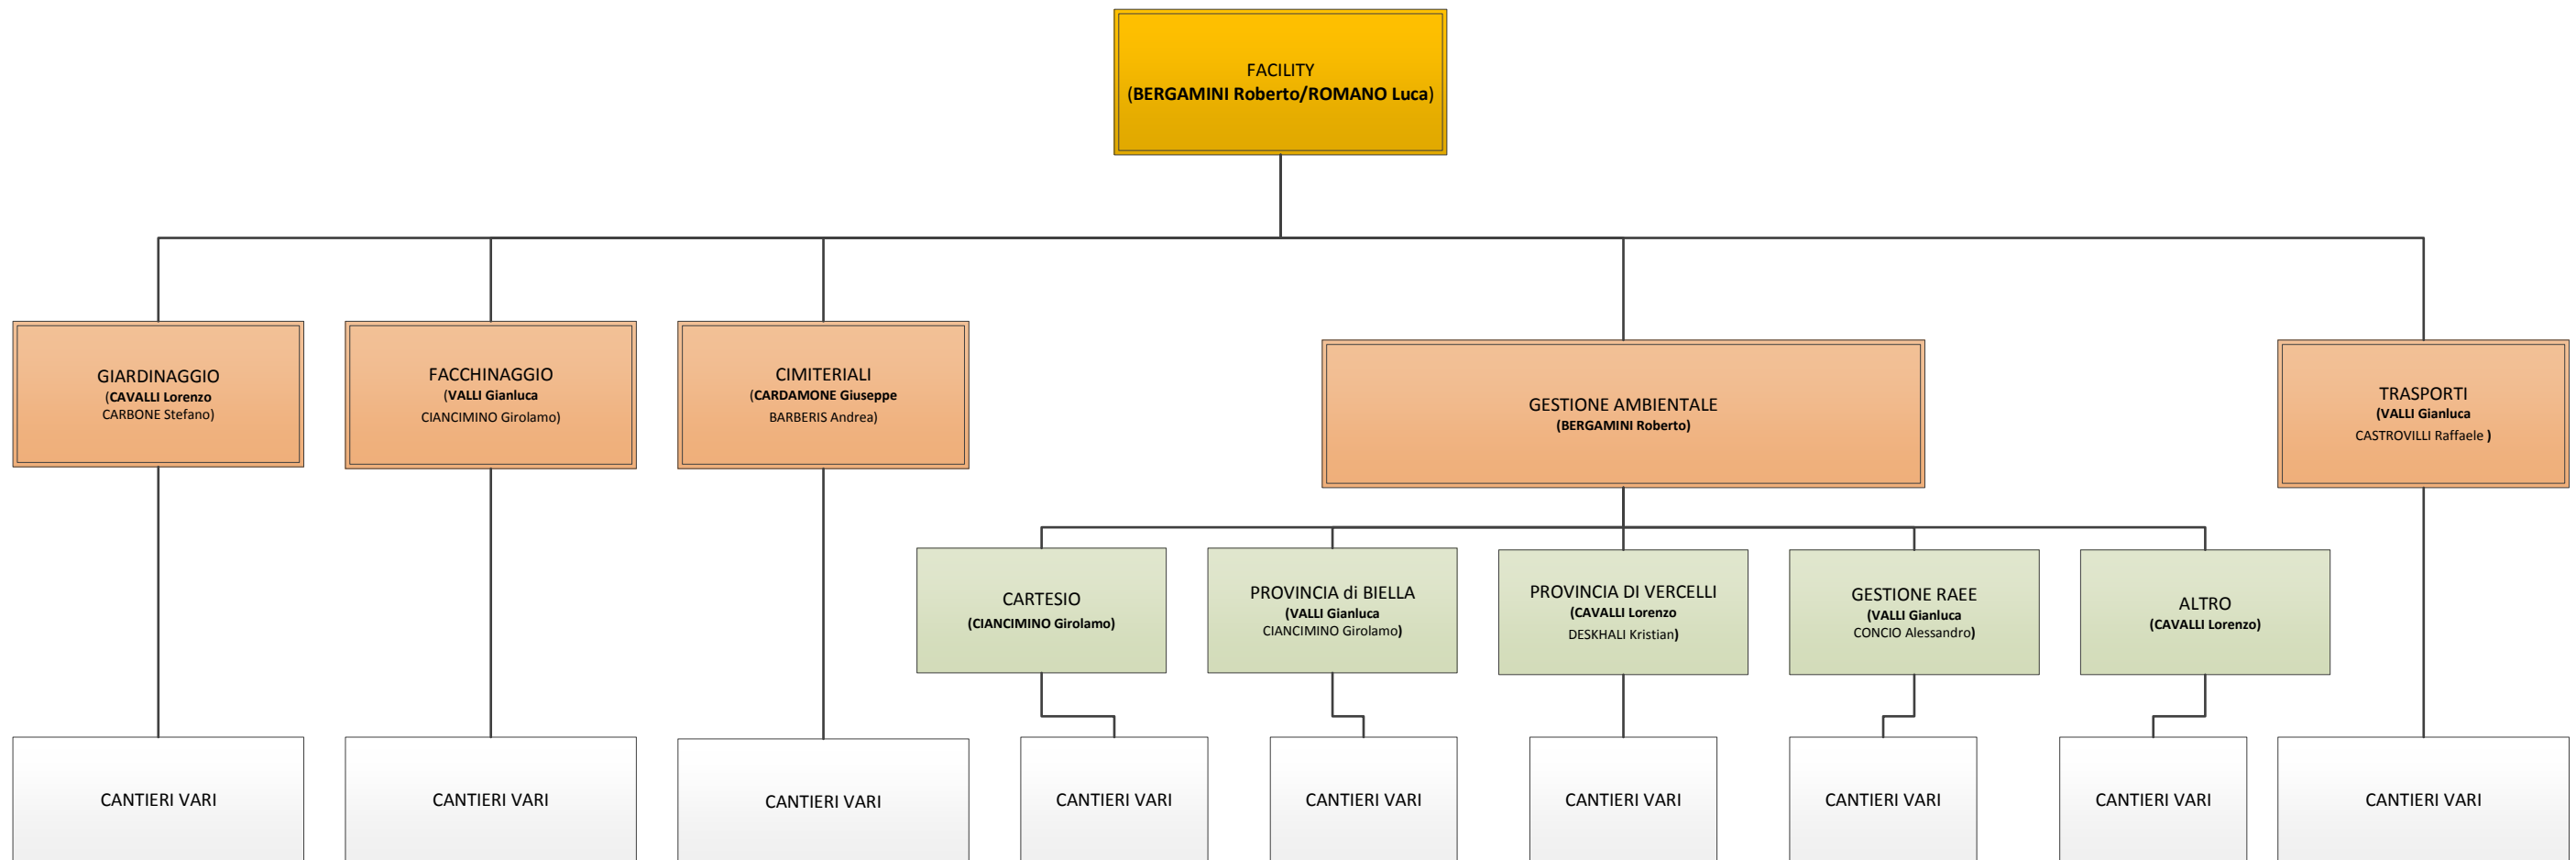 FACILITY
(BERGAMINI Roberto/ROMANO Luca)
GIARDINAGGIO
(CAVALLI Lorenzo
CARBONE Stefano)
FACCHINAGGIO
(VALLI Gianluca
CIANCIMINO Girolamo)
CIMITERIALI
(CARDAMONE Giuseppe
BARBERIS Andrea)
GESTIONE AMBIENTALE
(BERGAMINI Roberto)
TRASPORTI
(VALLI Gianluca
CASTROVILLI Raffaele )
CARTESIO
(CIANCIMINO Girolamo)
PROVINCIA di BIELLA
(VALLI Gianluca
CIANCIMINO Girolamo)
PROVINCIA DI VERCELLI
(CAVALLI Lorenzo
DESKHALI Kristian)
GESTIONE RAEE
(VALLI Gianluca
CONCIO Alessandro)
ALTRO
(CAVALLI Lorenzo)
CANTIERI VARI
CANTIERI VARI
CANTIERI VARI
CANTIERI VARI
CANTIERI VARI
CANTIERI VARI
CANTIERI VARI
CANTIERI VARI
CANTIERI VARI